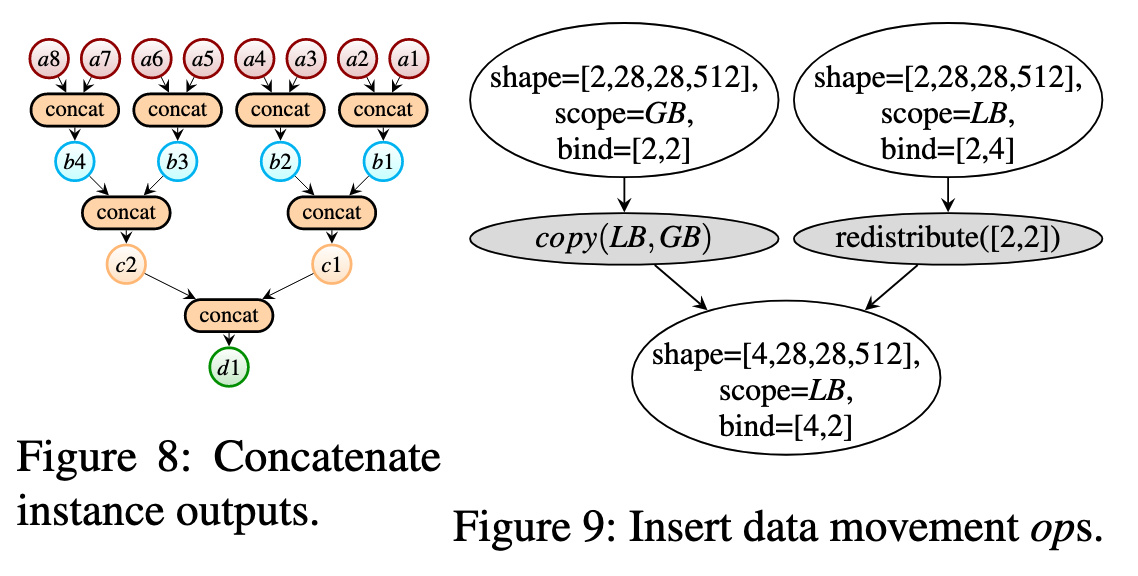 a8 a7 a6 a5 a4 a3 a2 a1
concat concat concat concat
b4 b3 b2 b1
concat concat
c2 c1
concat
d1
Figure 8: Concatenate
instance outputs.
shape=[2,28,28,512],
scope=GB,
bind=[2,2]
shape=[2,28,28,512],
scope=LB,
bind=[2,4]
copy(LB,GB)
redistribute([2,2])
shape=[4,28,28,512],
scope=LB,
bind=[4,2]
Figure 9: Insert data movement ops.